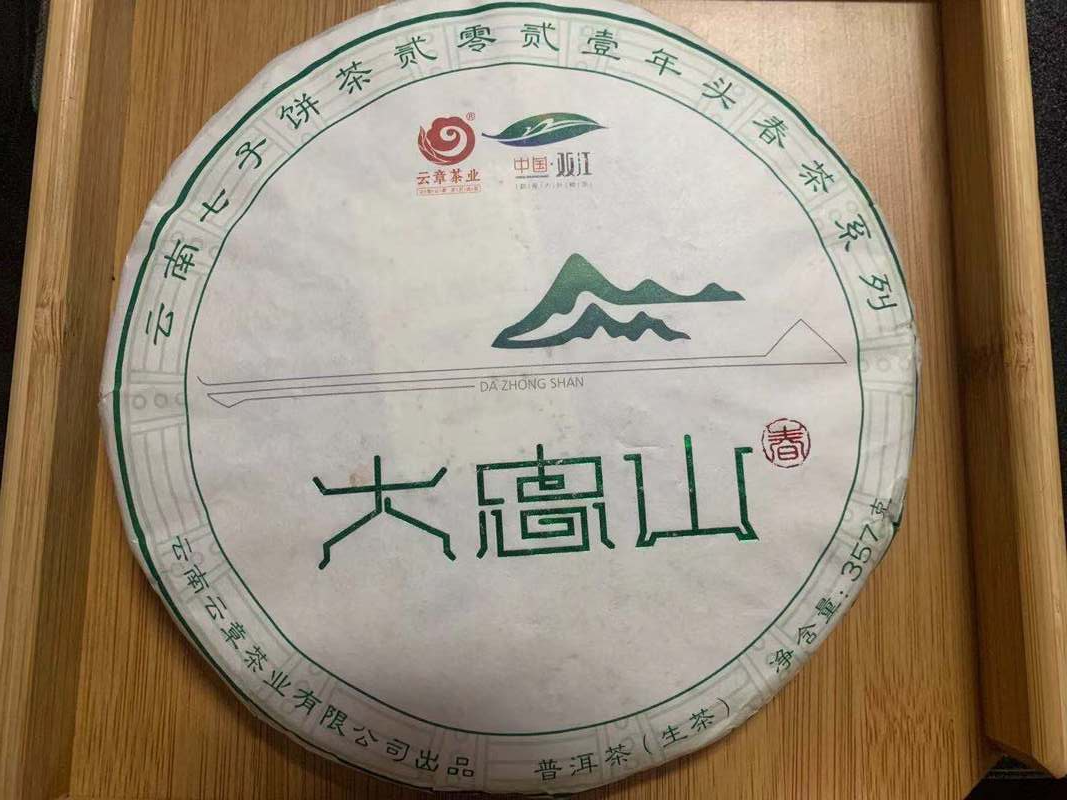 云南七子饼茶贰零贰壹年头春茶系列
®
云章茶业
中国·双江
DA ZHONG SHAN
大忠山
春
云南云章茶业有限公司出品
普洱茶(生茶)
净含量:357克